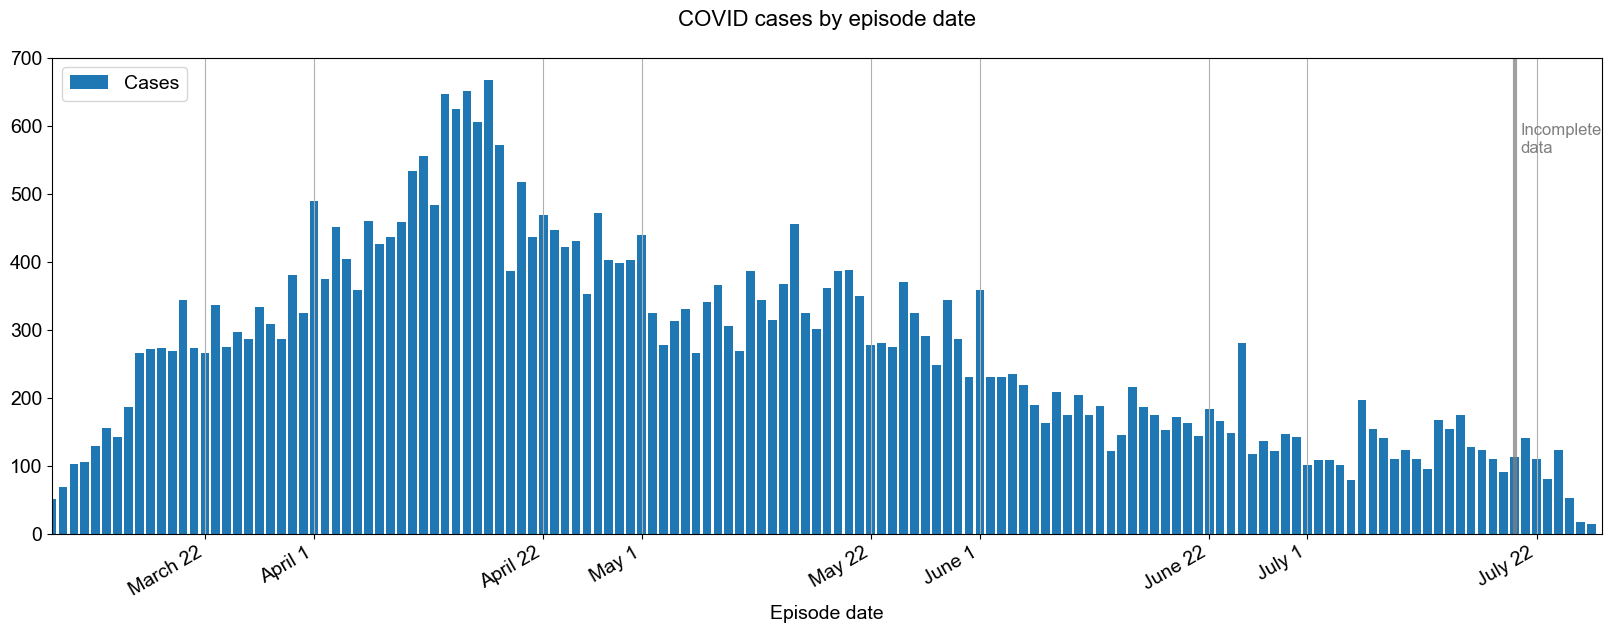 COVID cases by episode date
700
600
500
400
300
200
100
0
Cases
Incomplete
data
March 22
April 1
April 22
May 1
May 22
June 1
June 22
July 1
July 22
Episode date